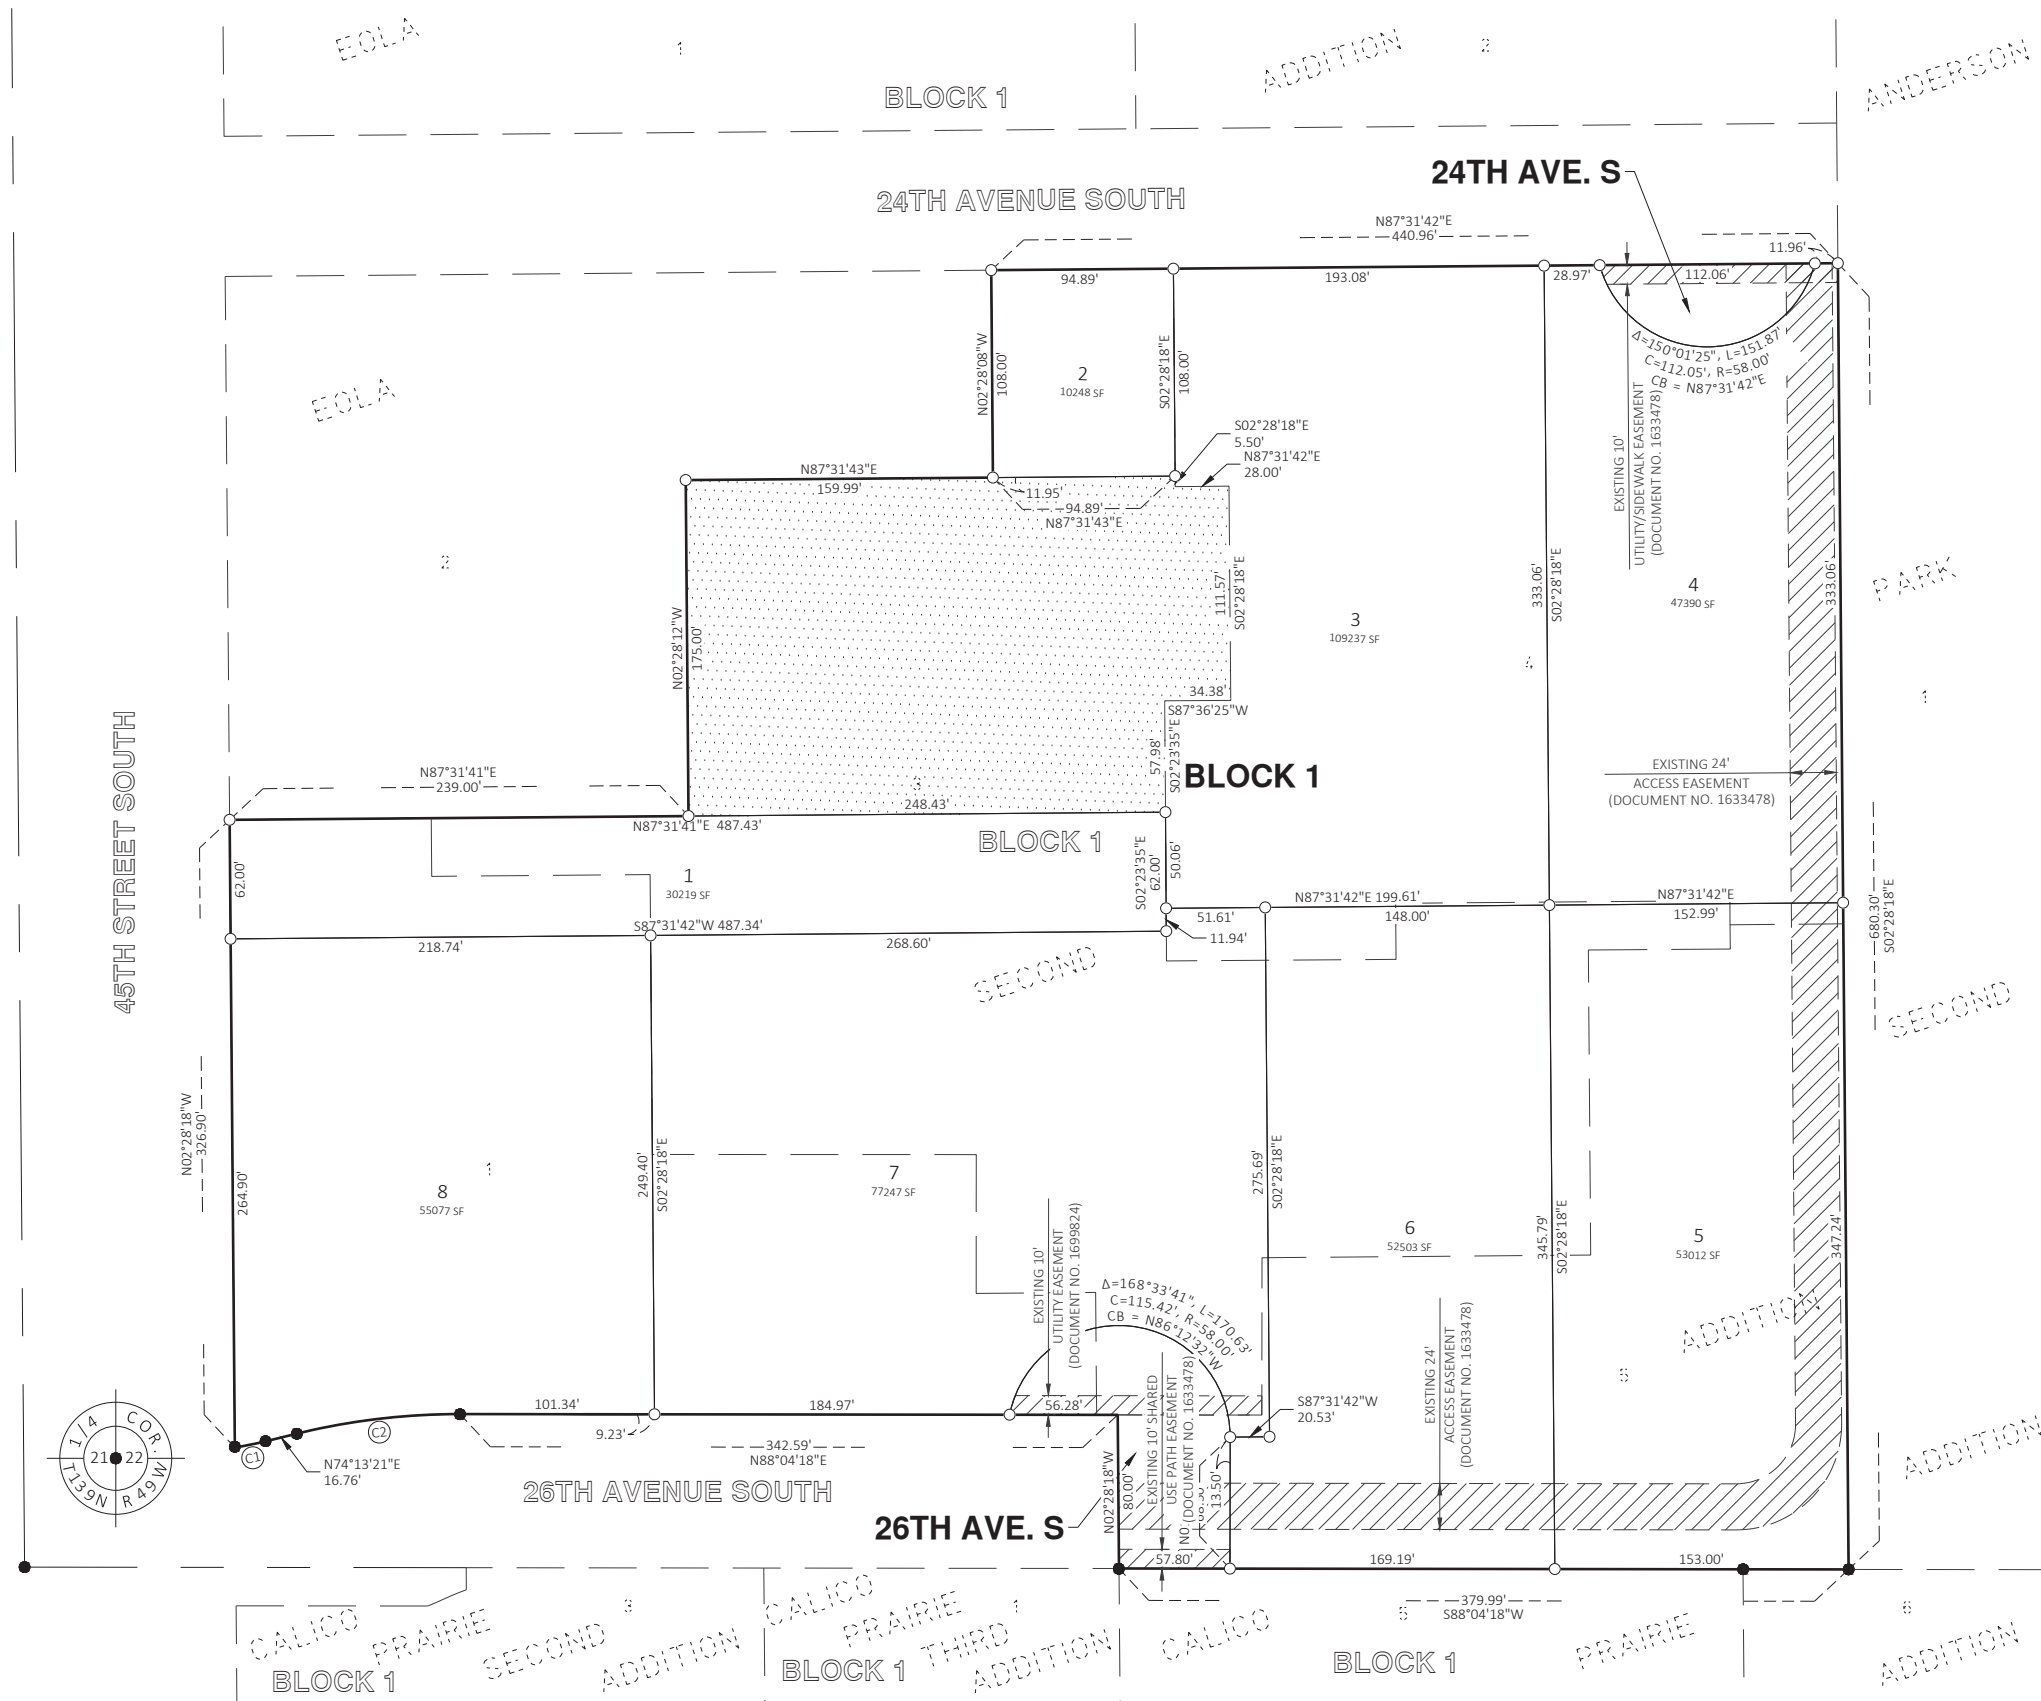 EOLA
1
ADDITION
2
ANDERSON
BLOCK 1
24TH AVE. S
24TH AVENUE SOUTH
N87°31'42"E
440.96'
11.96'
94.89'
193.08'
28.97'
112.06'
N02°28'08"W
108.00'
S02°28'18"E
108.00'
Δ=150°01'25", L=151.87'
C=112.05', R=58.00'
CB = N87°31'42"E
2
10248 SF
EOLA
EXISTING 10'
UTILITY/SIDEWALK EASEMENT
(DOCUMENT NO. 1633478)
S02°28'18"E
5.50'
N87°31'42"E
28.00'
N87°31'43"E
159.99'
11.95'
94.89'
N87°31'43"E
2
111.57'
S02°28'18"E
333.06'
S02°28'18"E
4
47390 SF
333.06'
PARK
N02°28'12"W
175.00'
3
109237 SF
4
34.38'
S87°36'25"W
1
57.98'
S02°23'35"E
BLOCK 1
45TH STREET SOUTH
EXISTING 24'
ACCESS EASEMENT
(DOCUMENT NO. 1633478)
N87°31'41"E
239.00'
3
248.43'
N87°31'41"E 487.43'
BLOCK 1
62.00'
1
30219 SF
S02°23'35"E
62.00'
50.06'
N87°31'42"E 199.61'
N87°31'42"E
51.61'
148.00'
152.99'
S87°31'42"W 487.34'
11.94'
218.74'
268.60'
680.30'
S02°28'18"E
SECOND
SECOND
N02°28'18"W
326.90'
264.90'
8
55077 SF
1
249.40'
S02°28'18"E
7
77247 SF
275.69'
S02°28'18"E
6
52503 SF
345.79'
S02°28'18"E
5
53012 SF
347.24'
EXISTING 10'
UTILITY EASEMENT
(DOCUMENT NO. 1699824)
Δ=168°33'41", L=170.63'
C=115.42', R=58.00'
CB = N86°12'32"W
ADDITION
5
EXISTING 24'
ACCESS EASEMENT
(DOCUMENT NO. 1633478)
S87°31'42"W
20.53'
101.34'
184.97'
56.28'
9.23'
342.59'
N88°04'18"E
C1
C2
N74°13'21"E
16.76'
1/4 COR.
21 22
T139N R49W
26TH AVENUE SOUTH
26TH AVE. S
N02°28'18"W
80.00'
EXISTING 10' SHARED
USE PATH EASEMENT
(DOCUMENT NO. 1633478)
13.50'
ADDITION
57.80'
169.19'
153.00'
379.99'
S88°04'18"W
CALICO
PRAIRIE
SECOND
ADDITION
3
BLOCK 1
CALICO
PRAIRIE
THIRD
ADDITION
1
BLOCK 1
CALICO
5
PRAIRIE
BLOCK 1
6
ADDITION